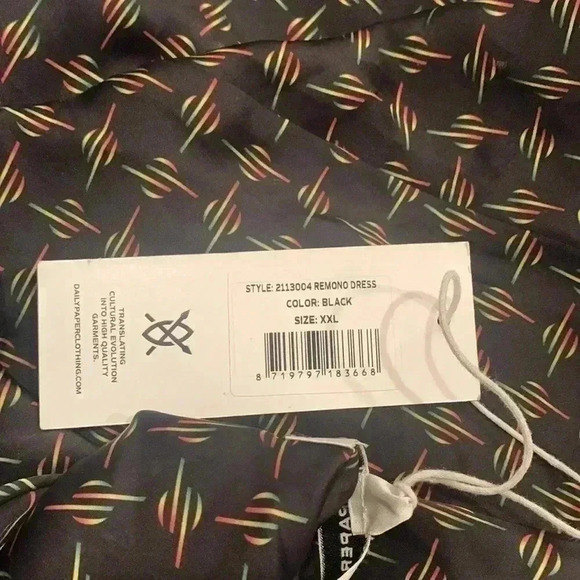 TRANSLATING
CULTURAL EVOLUTION
INTO HIGH QUALITY
GARMENTS.
DAILYPAPERCLOTHING.COM
STYLE: 2113004 REMONO DRESS
COLOR: BLACK
SIZE: XXL
8 719797 183668